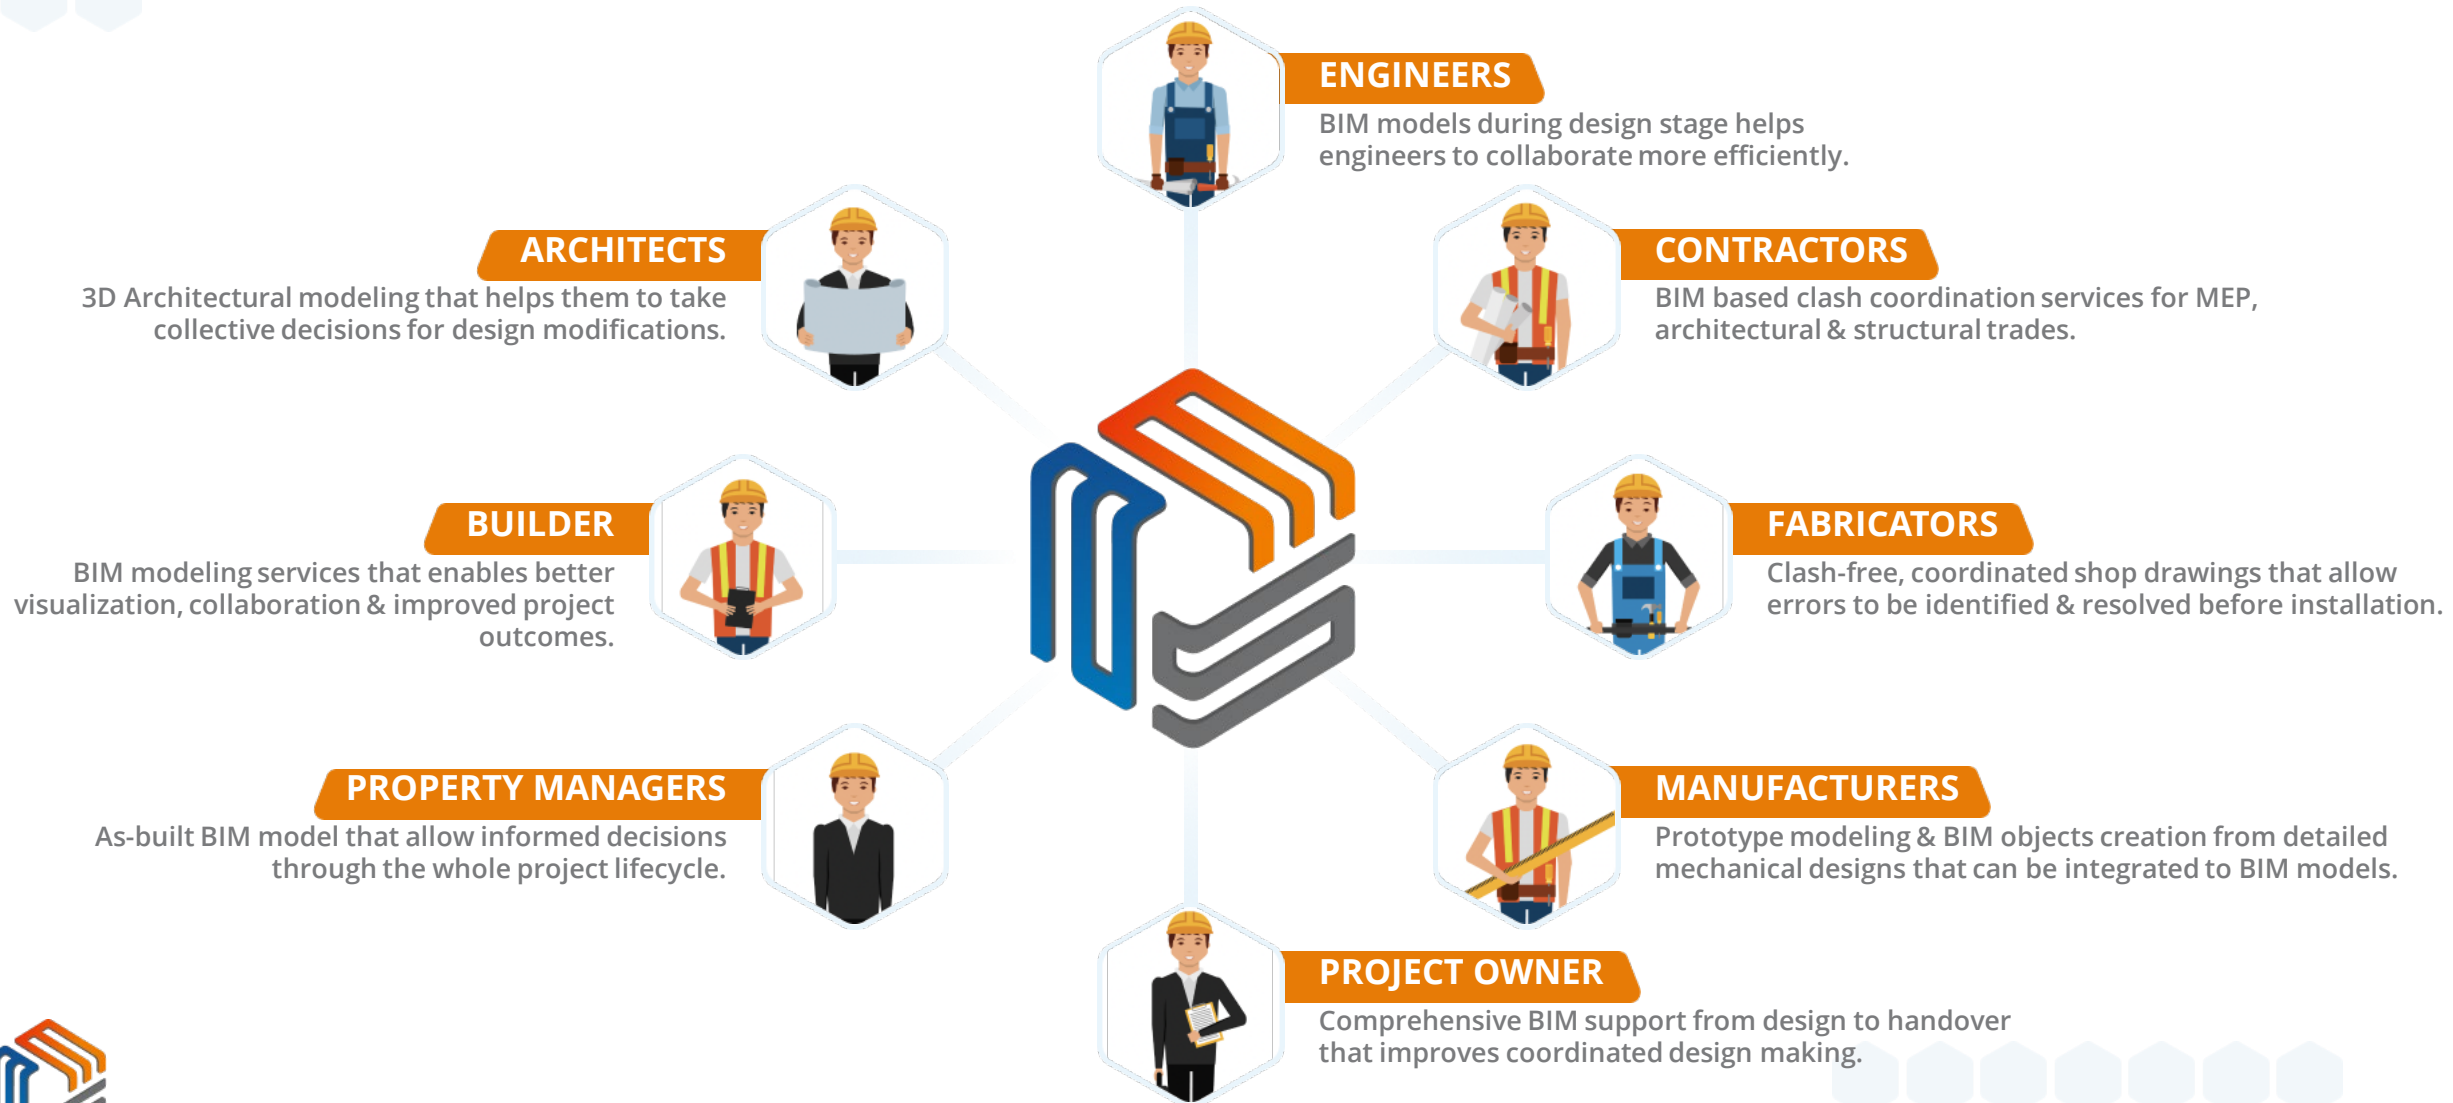 ENGINEERS
BIM models during design stage helps
engineers to collaborate more efficiently.
ARCHITECTS
3D Architectural modeling that helps them to take
collective decisions for design modifications.
CONTRACTORS
BIM based clash coordination services for MEP,
architectural & structural trades.
BUILDER
BIM modeling services that enables better
visualization, collaboration & improved project
outcomes.
FABRICATORS
Clash-free, coordinated shop drawings that allow
errors to be identified & resolved before installation.
PROPERTY MANAGERS
As-built BIM model that allow informed decisions
through the whole project lifecycle.
MANUFACTURERS
Prototype modeling & BIM objects creation from detailed
mechanical designs that can be integrated to BIM models.
PROJECT OWNER
Comprehensive BIM support from design to handover
that improves coordinated design making.